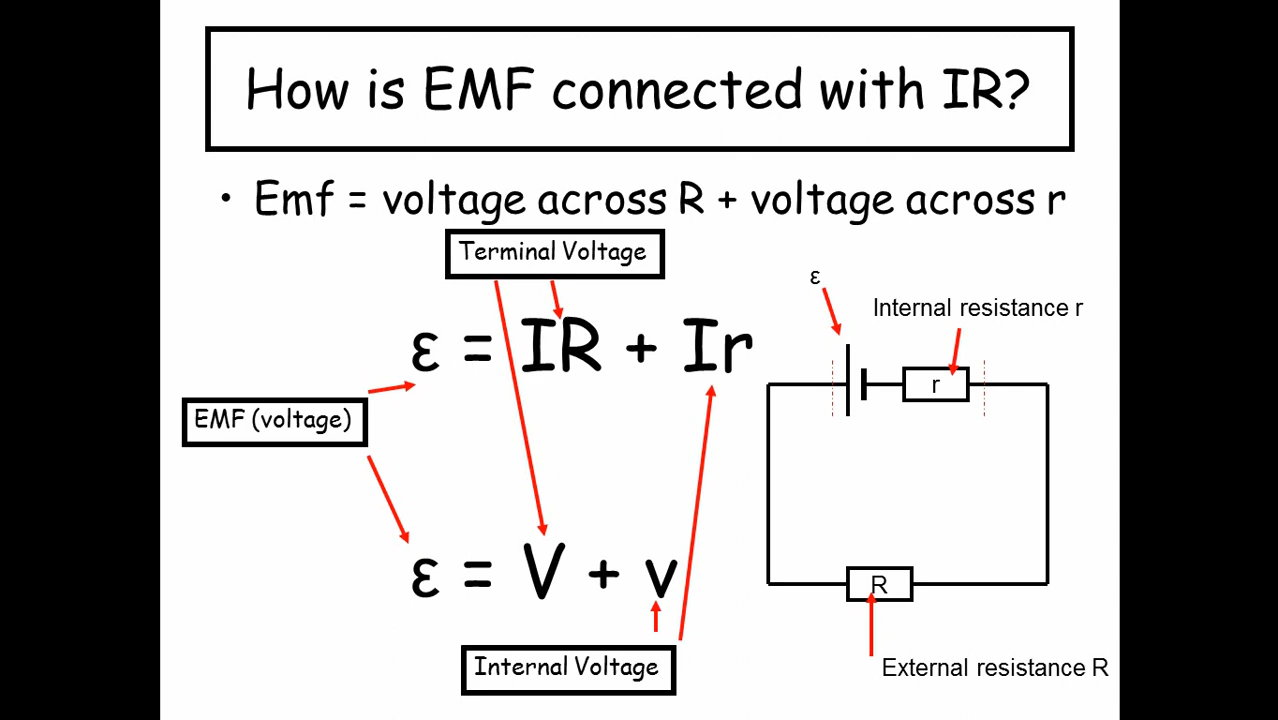 How is EMF connected with IR?
• Emf = voltage across R + voltage across r
Terminal Voltage
ε
Internal resistance r
ε = IR + Ir
r
EMF (voltage)
ε = V + v
R
Internal Voltage
External resistance R